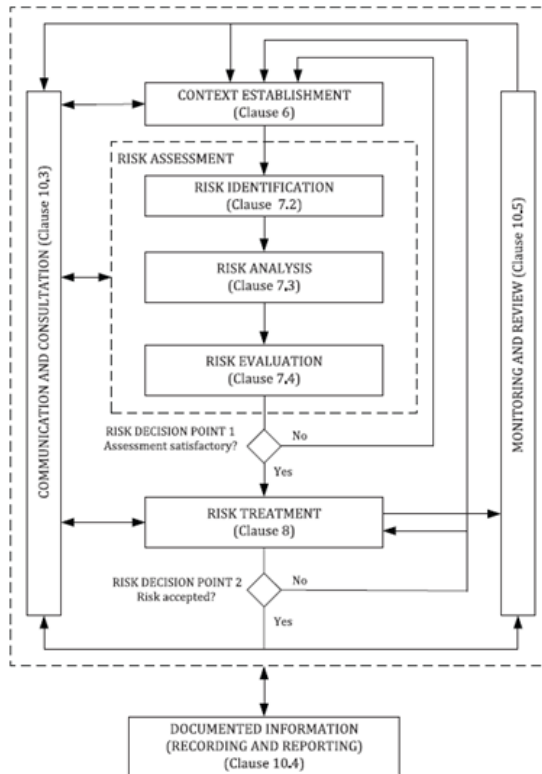 CONTEXT ESTABLISHMENT
(Clause 6)
RISK ASSESSMENT
RISK IDENTIFICATION
(Clause 7.2)
RISK ANALYSIS
(Clause 7.3)
RISK EVALUATION
(Clause 7.4)
RISK DECISION POINT 1
Assessment satisfactory?
No
Yes
RISK TREATMENT
(Clause 8)
RISK DECISION POINT 2
Risk accepted?
No
Yes
COMMUNICATION AND CONSULTATION (Clause 10.3)
MONITORING AND REVIEW (Clause 10.5)
DOCUMENTED INFORMATION
(RECORDING AND REPORTING)
(Clause 10.4)